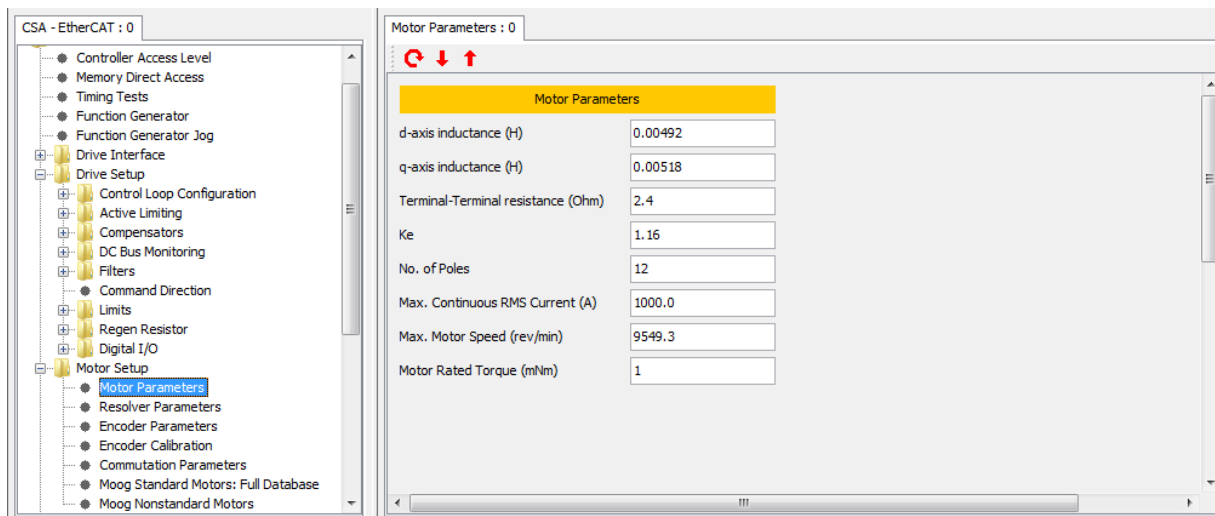 CSA - EtherCAT : 0
Controller Access Level
Memory Direct Access
Timing Tests
Function Generator
Function Generator Jog
Drive Interface
Drive Setup
Control Loop Configuration
Active Limiting
Compensators
DC Bus Monitoring
Filters
Command Direction
Limits
Regen Resistor
Digital I/O
Motor Setup
Motor Parameters
Resolver Parameters
Encoder Parameters
Encoder Calibration
Commutation Parameters
Moog Standard Motors: Full Database
Moog Nonstandard Motors
Motor Parameters : 0
Motor Parameters
d-axis inductance (H) 0.00492
q-axis inductance (H) 0.00518
Terminal-Terminal resistance (Ohm) 2.4
Ke 1.16
No. of Poles 12
Max. Continuous RMS Current (A) 1000.0
Max. Motor Speed (rev/min) 9549.3
Motor Rated Torque (mNm) 1